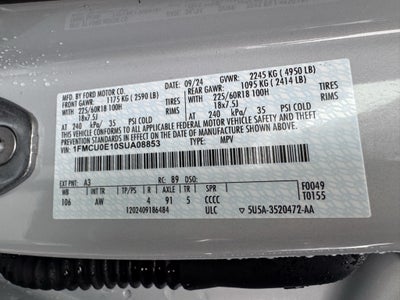 MFD. BY FORD MOTOR CO. 09/24 GVWR: 2245 KG ( 4950 LB)
FRONT GAWR: 1175 KG ( 2590 LB) REAR GAWR: 1095 KG ( 2414 LB)
WITH 225/60R18 100H TIRES WITH 225/60R18 100H TIRES
18x7.5J RIMS 18x7.5J RIMS
AT 240 kPa/ 35 PSI COLD AT 240 kPa/ 35 PSI COLD
THIS VEHICLE CONFORMS TO ALL APPLICABLE FEDERAL MOTOR VEHICLE SAFETY AND THEFT
PREVENTION STANDARDS IN EFFECT ON THE DATE OF MANUFACTURE SHOWN ABOVE.
VIN: 1FMCU0E10SUA08853 TYPE: MPV
EXT PNT: A3 RC: B9 DSO: F0049
WB TR TP/PS R AXLE SPR T0155
106 AW 4 91 5 CCCC
1202409186484 ULC 5U5A-3520472-AA